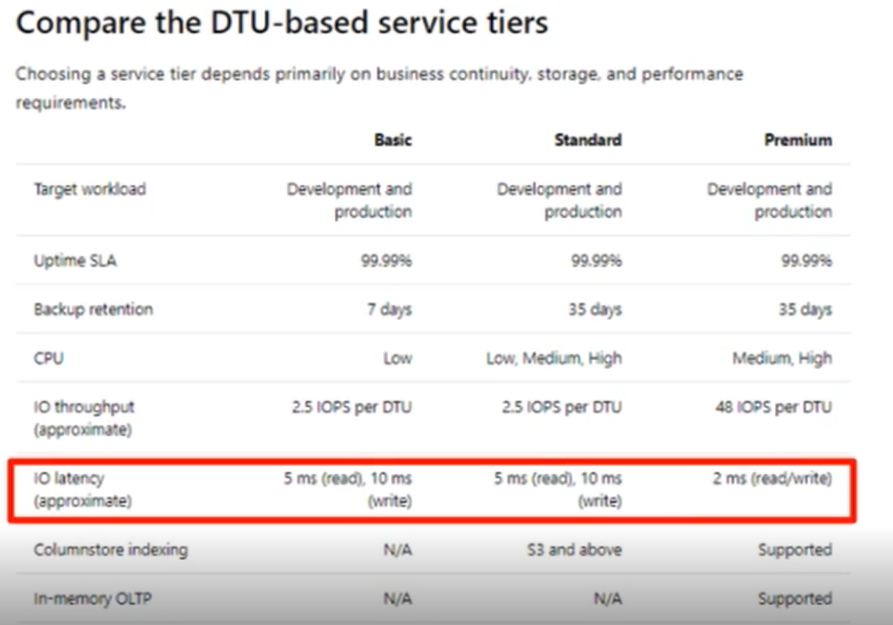 Compare the DTU-based service tiers
Choosing a service tier depends primarily on business continuity, storage, and performance
requirements.
Basic Standard Premium
Target workload Development and production Development and production Development and production
Uptime SLA 99.99% 99.99% 99.99%
Backup retention 7 days 35 days 35 days
CPU Low Low, Medium, High Medium, High
IO throughput (approximate) 2.5 IOPS per DTU 2.5 IOPS per DTU 48 IOPS per DTU
IO latency (approximate) 5 ms (read), 10 ms (write) 5 ms (read), 10 ms (write) 2 ms (read/write)
Columnstore indexing N/A S3 and above Supported
In-memory OLTP N/A N/A Supported